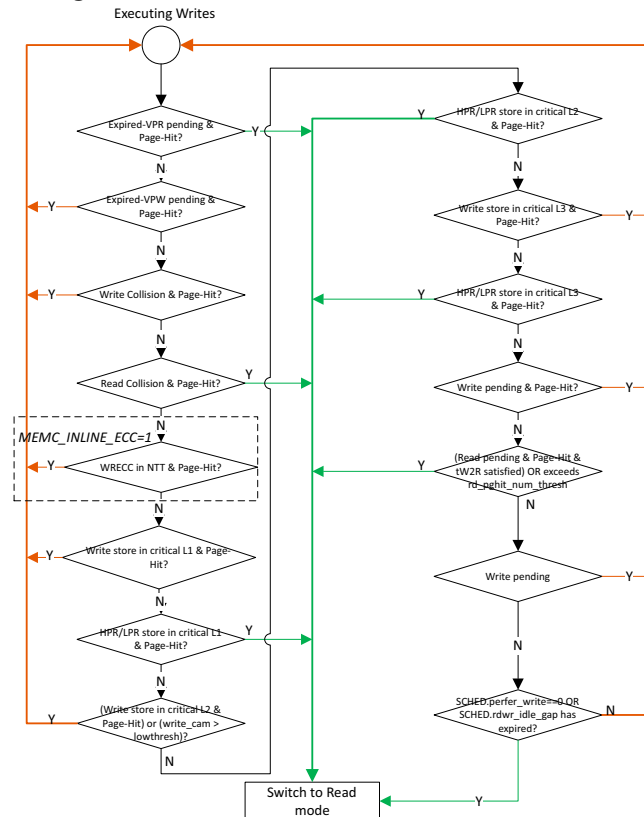 Executing Writes
Expired-VPR pending &
Page-Hit?
Y
N
Expired-VPW pending &
Page-Hit?
Y
N
Write Collision & Page-Hit?
Y
N
Read Collision & Page-Hit?
Y
N
MEMC_INLINE_ECC=1
WRECC in NTT & Page-Hit?
Y
N
Write store in critical L1 & Page-
Hit?
Y
N
HPR/LPR store in critical L1
& Page-Hit?
Y
N
(Write store in critical L2 &
Page-Hit) or (write_cam >
lowthresh)?
Y
N
HPR/LPR store in critical L2
& Page-Hit?
Y
N
Write store in critical L3 &
Page-Hit?
Y
N
HPR/LPR store in critical L3
& Page-Hit?
Y
N
Write pending & Page-Hit?
Y
N
(Read pending & Page-Hit &
tW2R satisfied) OR exceeds
rd_pghit_num_thresh
Y
N
Write pending
Y
N
SCHED.perfer_write==0 OR
SCHED.rdwr_idle_gap has
expired?
N
Y
Switch to Read
mode